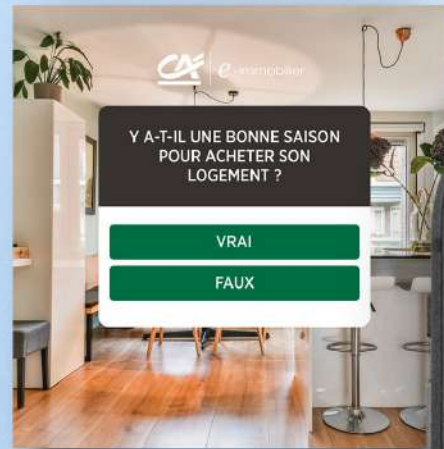 CA e-immobilier
Y A-T-IL UNE BONNE SAISON
POUR ACHETER SON
LOGEMENT ?
VRAI
FAUX